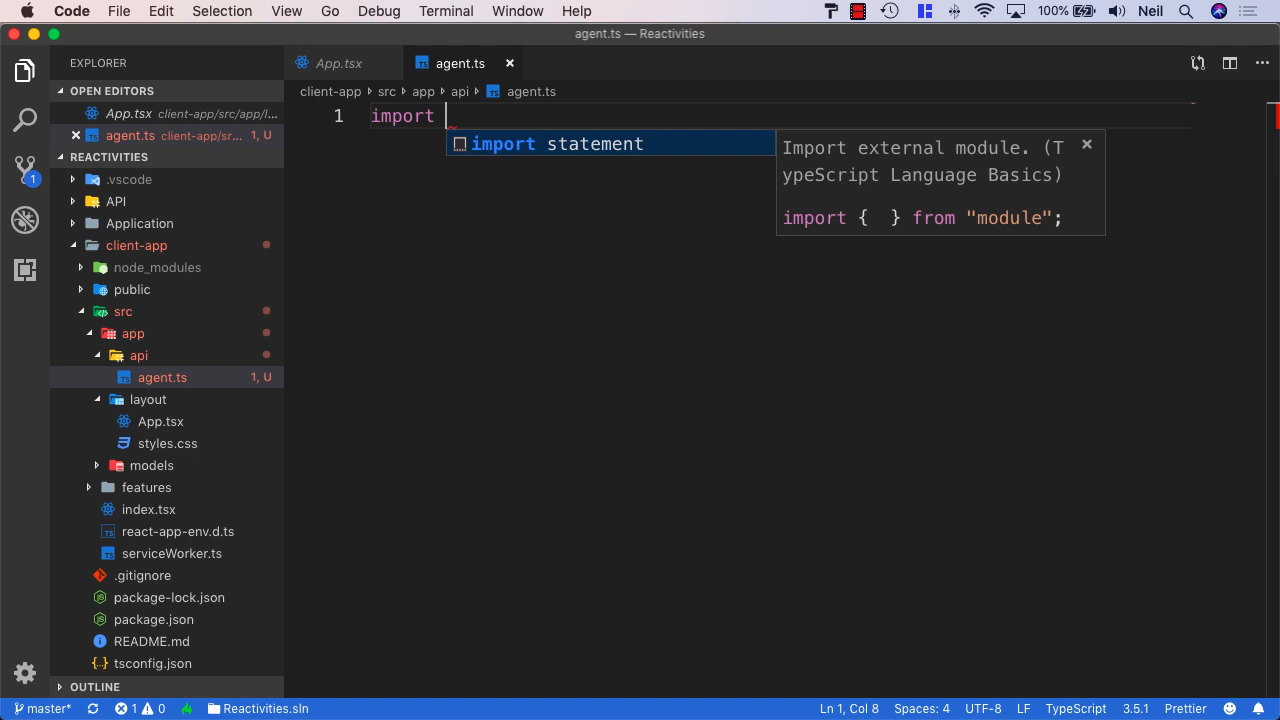 Code File Edit Selection View Go Debug Terminal Window Help 100% Neil
agent.ts — Reactivities
EXPLORER
App.tsx
agent.ts ×
OPEN EDITORS
client-app › src › app › api › agent.ts
App.tsx client-app/src/app/l...
× agent.ts client-app/sr... 1, U
REACTIVITIES
.vscode
API
Application
client-app
node_modules
public
src
app
api
agent.ts 1, U
layout
App.tsx
styles.css
models
features
index.tsx
react-app-env.d.ts
serviceWorker.ts
.gitignore
package-lock.json
package.json
README.md
tsconfig.json
OUTLINE
1 import
import statement
Import external module. (T
ypeScript Language Basics)
import { } from "module";
master* 1 0 Reactivities.sln Ln 1, Col 8 Spaces: 4 UTF-8 LF TypeScript 3.5.1 Prettier